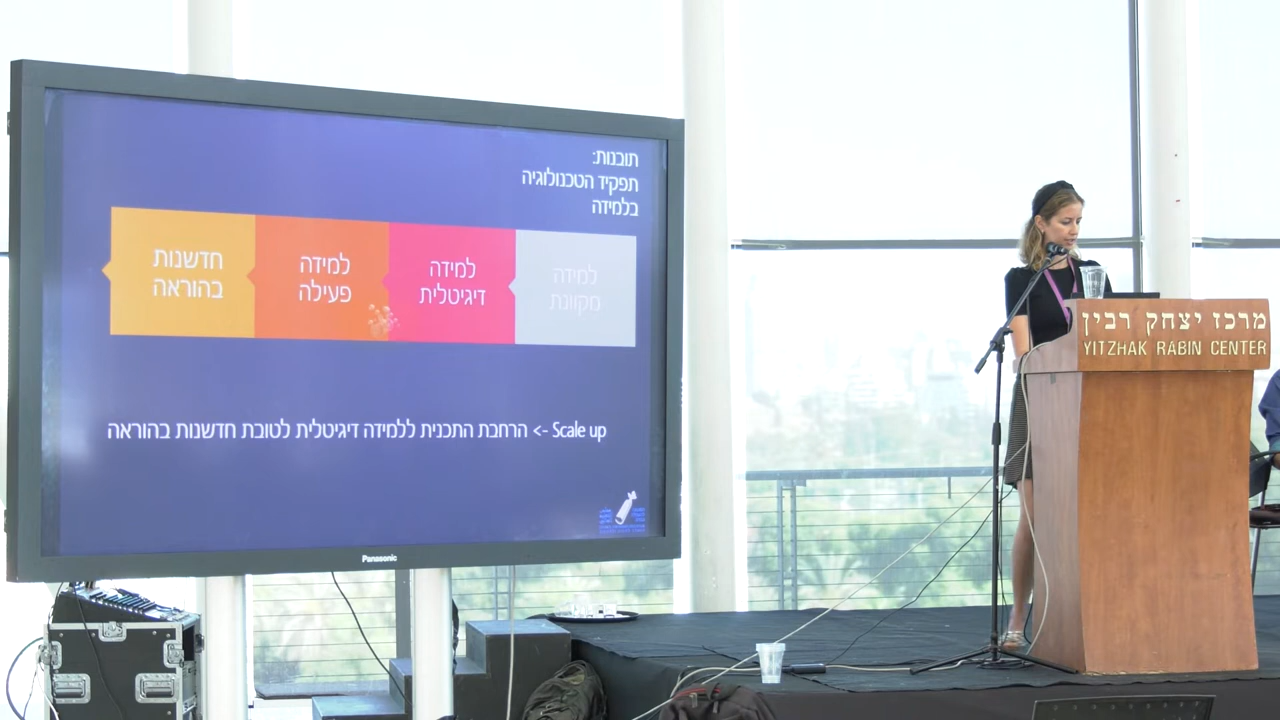 תובנות:
תפקיד הטכנולוגיה
בלמידה
למידה
מקוונת
למידה
דיגיטלית
למידה
פעילה
חדשנות
בהוראה
Scale up -> הרחבת התכנית ללמידה דיגיטלית לטובת חדשנות בהוראה
Panasonic
מרכז יצחק רבין
YITZHAK RABIN CENTER